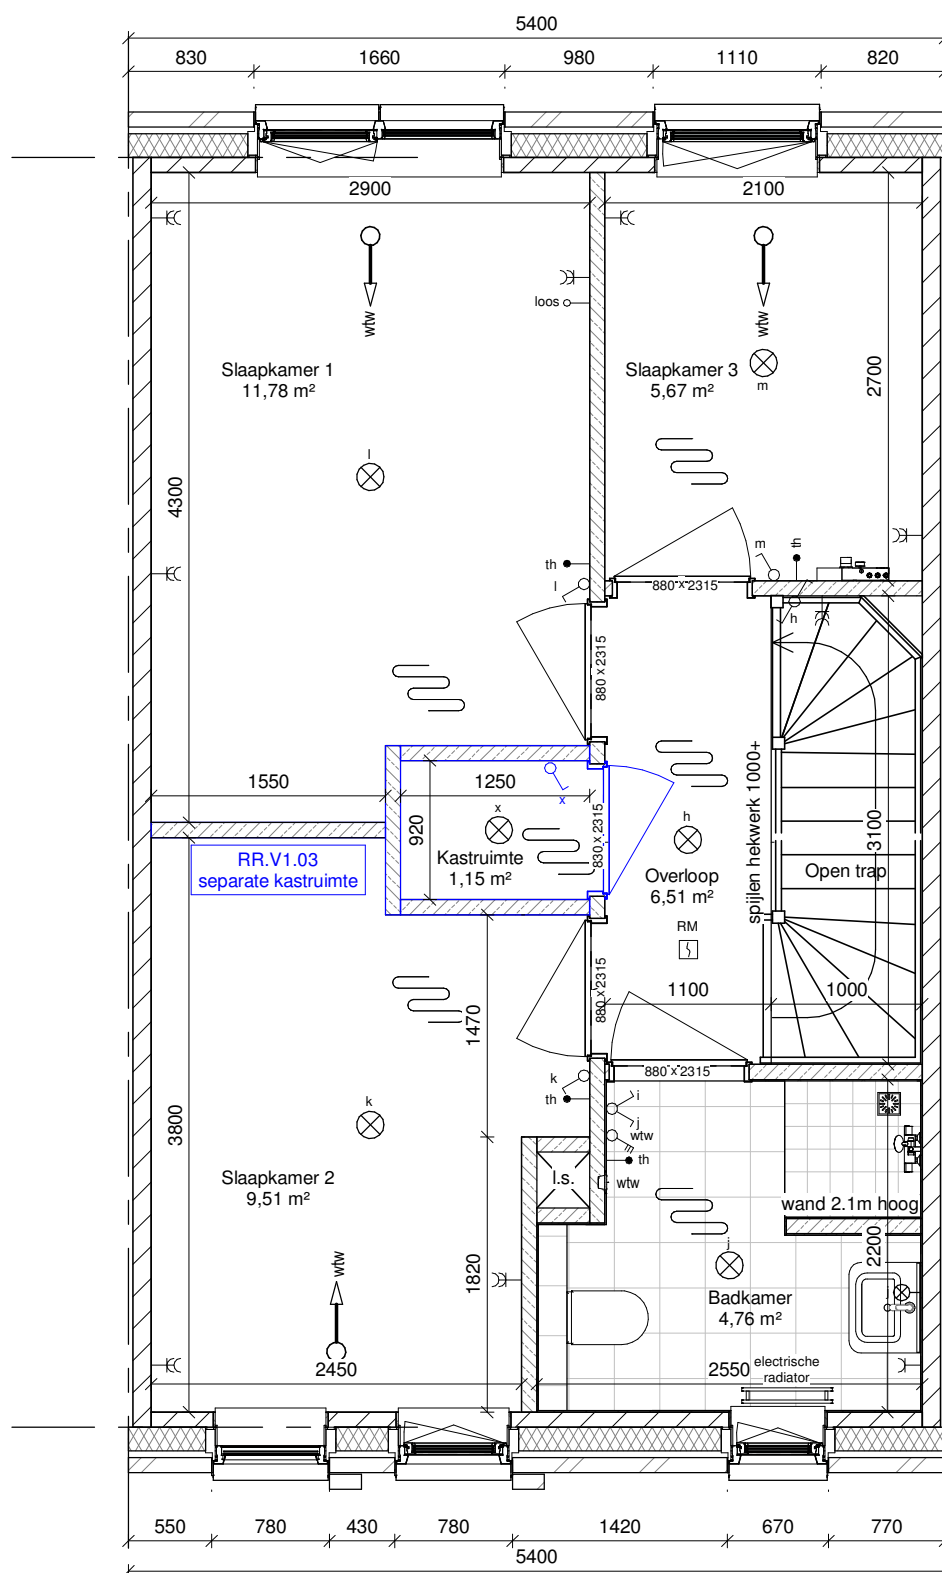 5400
830 1660 980 1110 820
2900 2100
wtw wtw
loos
Slaapkamer 1
11,78 m²
Slaapkamer 3
5,67 m²
m
2700
l
4300
th
l
m
th
880 x 2315
h
880 x 2315
1550
1250
x
x
920
Kastruimte
1,15 m²
830 x 2315
h
Overloop
6,51 m²
RM
spijlen hekwerk 1000+
3100
Open trap
RR.V1.03
separate kastruimte
880 x 2315
1100 1000
1470
k
th
880 x 2315
i
j
wtw
th
wtw
l.s.
k
3800
Slaapkamer 2
9,51 m²
wand 2.1m hoog
2200
j
Badkamer
4,76 m²
wtw
1820
2450
2550
electrische
radiator
550 780 430 780 1420 670 770
5400